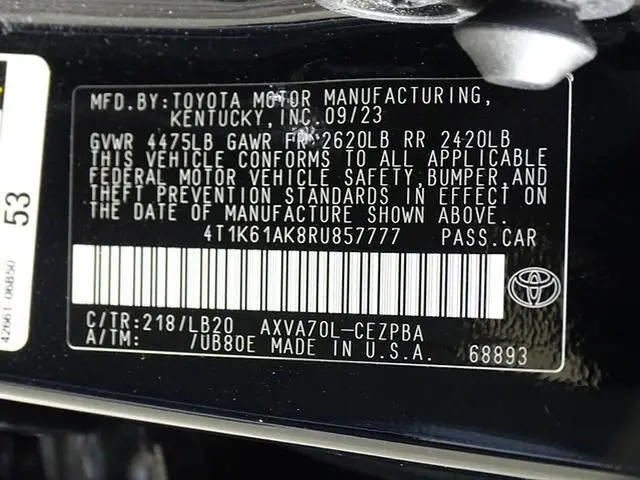 MFD.BY:TOYOTA MOTOR MANUFACTURING,
KENTUCKY,INC.09/23
GVWR 4475LB GAWR FR 2620LB RR 2420LB
THIS VEHICLE CONFORMS TO ALL APPLICABLE
FEDERAL MOTOR VEHICLE SAFETY,BUMPER,AND
THEFT PREVENTION STANDARDS IN EFFECT ON
THE DATE OF MANUFACTURE SHOWN ABOVE.
4T1K61AK8RU857777 PASS.CAR
C/TR:218/LB20 AXVA70L-CEZPBA
A/TM: /UB80E MADE IN U.S.A. 68893
53
42661-06B50